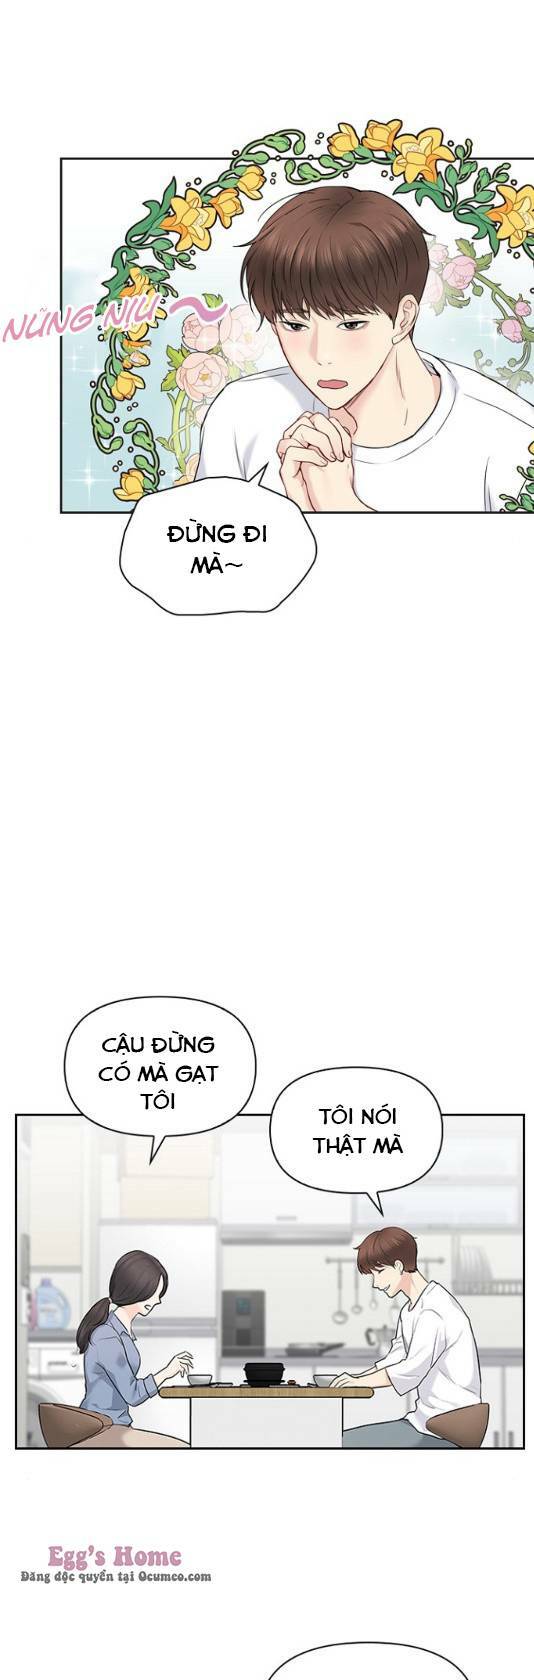 NŨNG NỊU ~
ĐỪNG ĐI
MÀ~
CẬU ĐỪNG
CÓ MÀ GẠT
TÔI
TÔI NÓI
THẬT MÀ
Egg's Home
Đăng độc quyền tại Ocumco.com